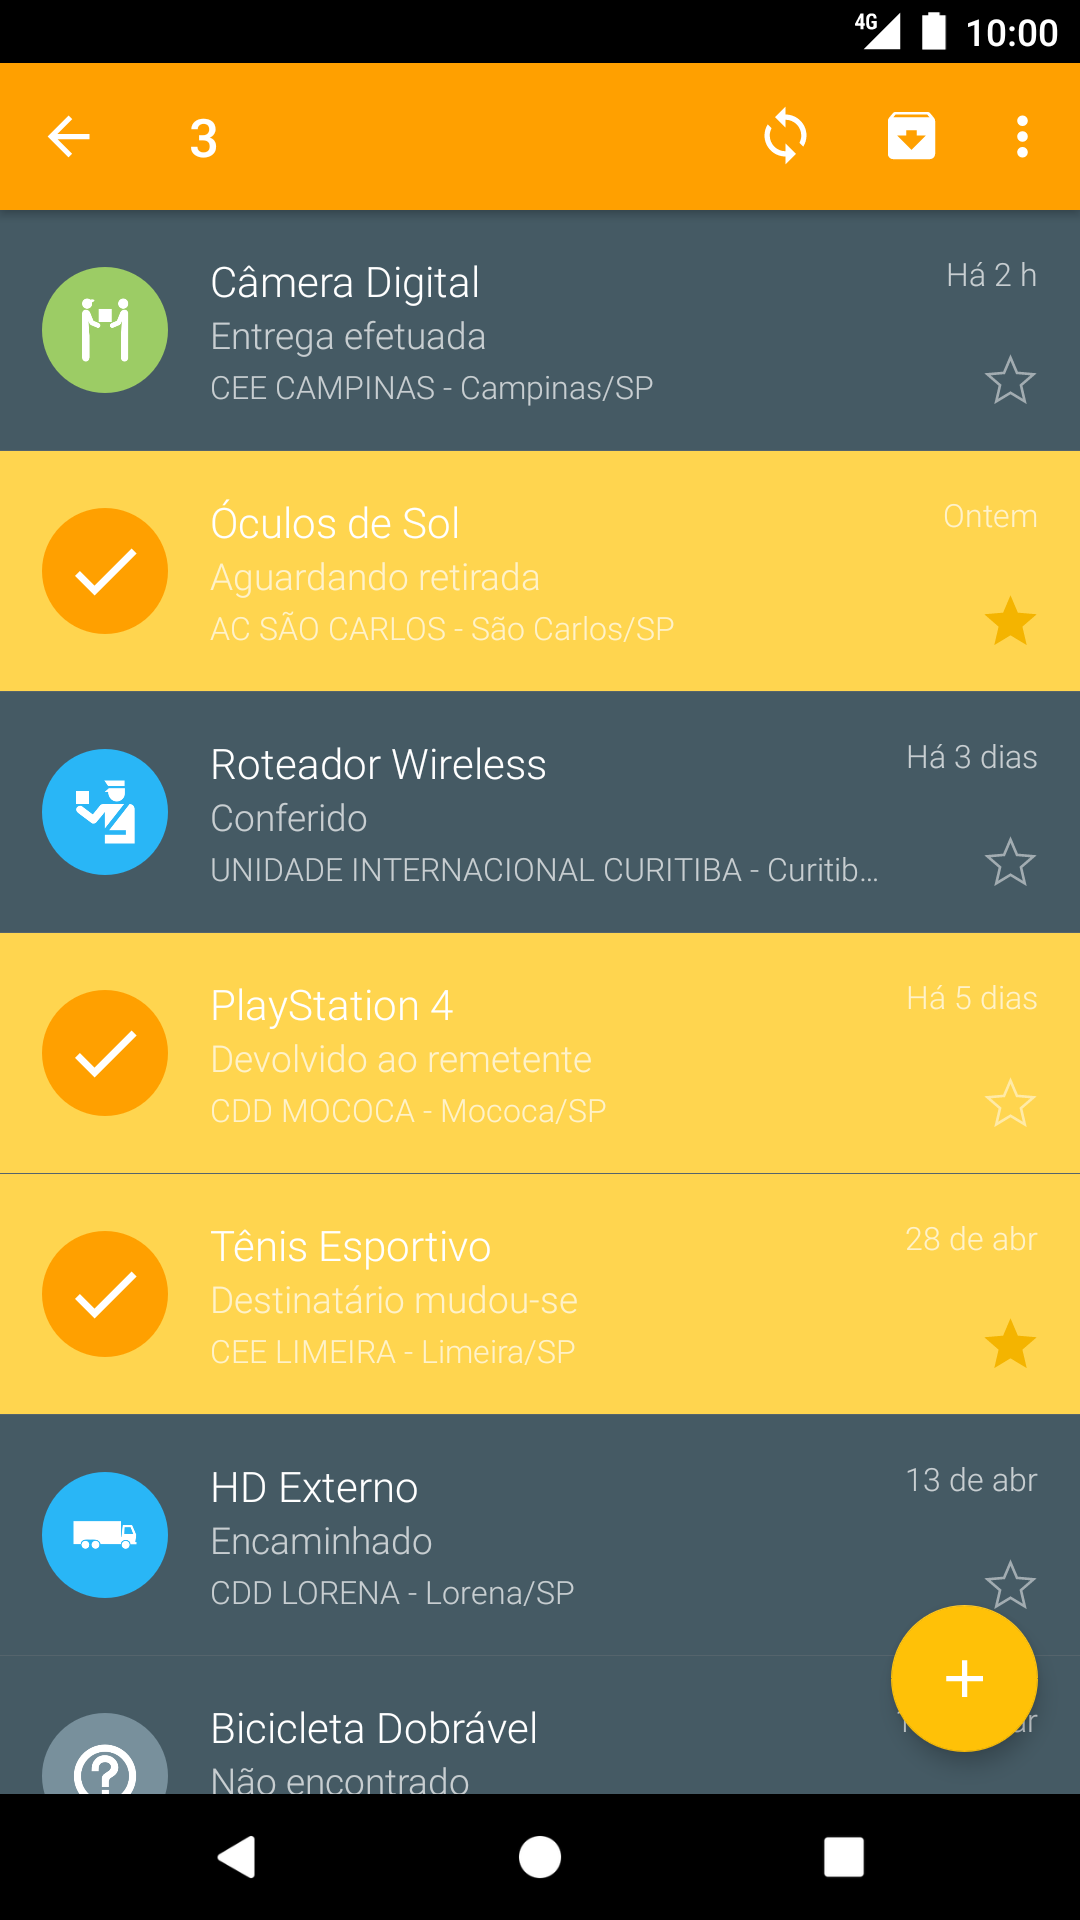 4G 10:00
3
Câmera Digital
Há 2 h
Entrega efetuada
CEE CAMPINAS - Campinas/SP
Óculos de Sol
Ontem
Aguardando retirada
AC SÃO CARLOS - São Carlos/SP
Roteador Wireless
Há 3 dias
Conferido
UNIDADE INTERNACIONAL CURITIBA - Curitib...
PlayStation 4
Há 5 dias
Devolvido ao remetente
CDD MOCOCA - Mococa/SP
Tênis Esportivo
28 de abr
Destinatário mudou-se
CEE LIMEIRA - Limeira/SP
HD Externo
13 de abr
Encaminhado
CDD LORENA - Lorena/SP
Bicicleta Dobrável
Não encontrado